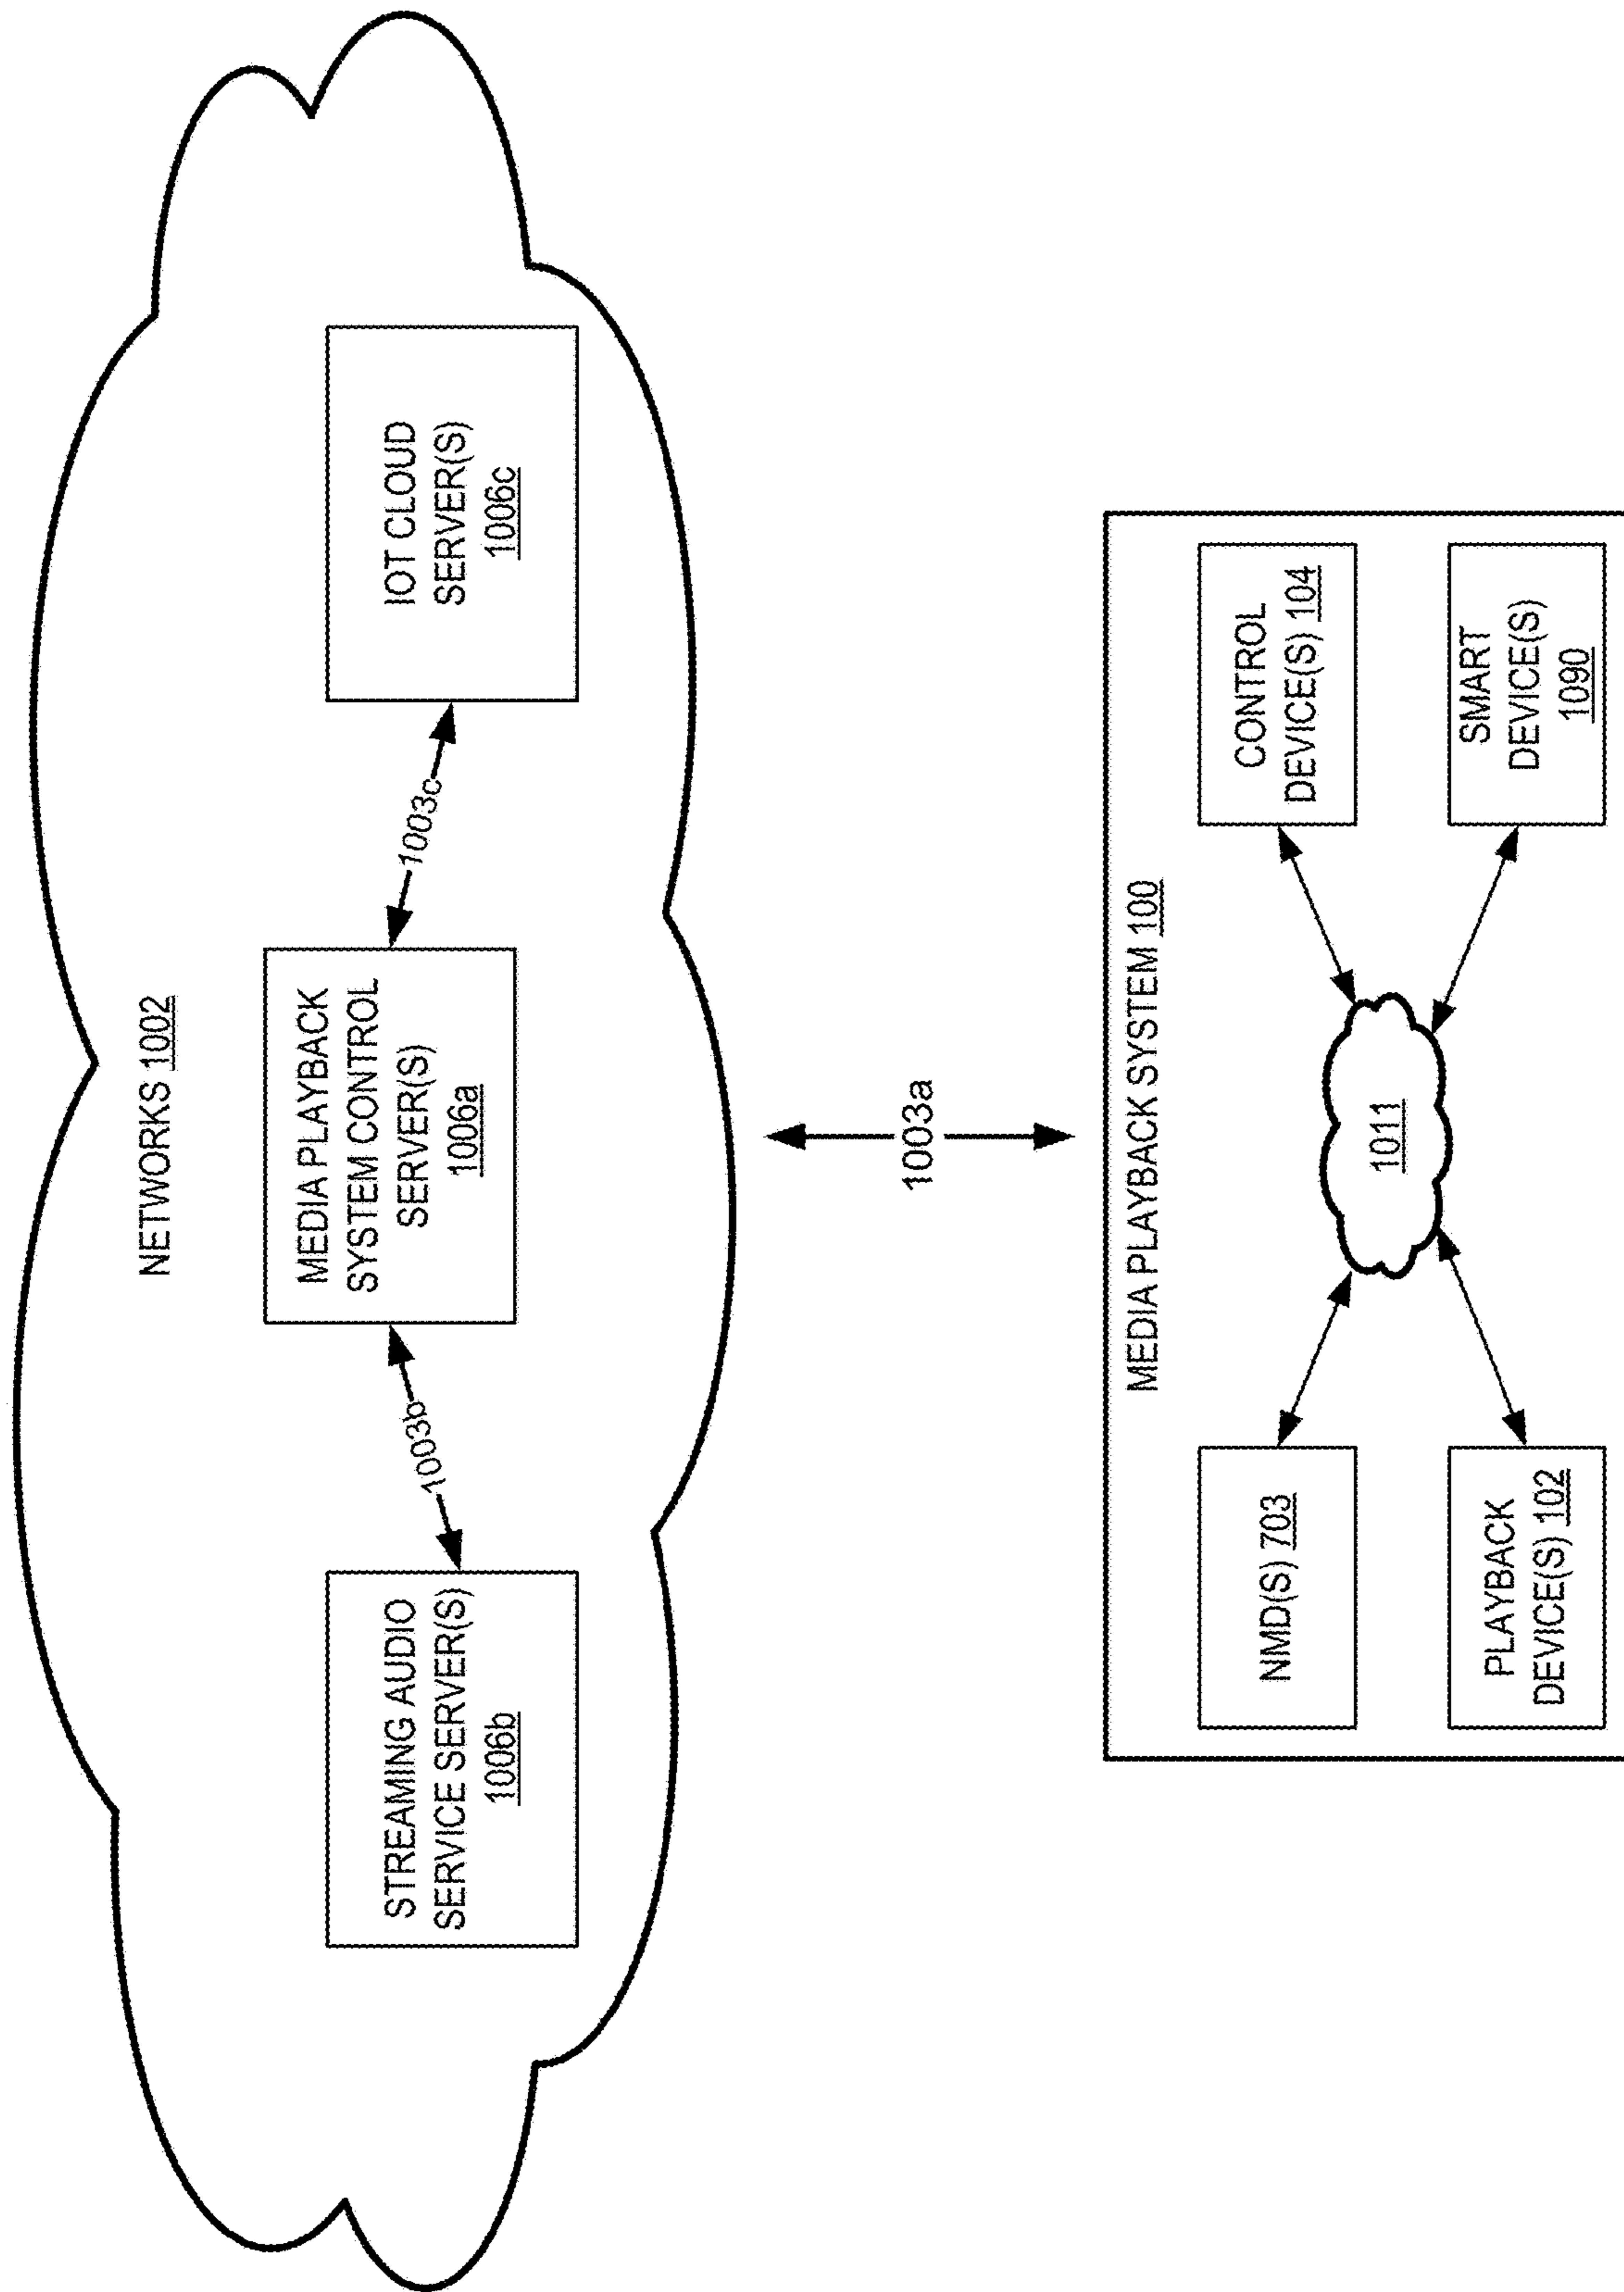 NETWORKS 1002
STREAMING AUDIO
SERVICE SERVER(S)
1006b
1003b
MEDIA PLAYBACK
SYSTEM CONTROL
SERVER(S)
1006a
1003c
IOT CLOUD
SERVER(S)
1006c
1003a
MEDIA PLAYBACK SYSTEM 100
NMD(S) 703
CONTROL
DEVICE(S) 104
1011
PLAYBACK
DEVICE(S) 102
SMART
DEVICE(S)
1090